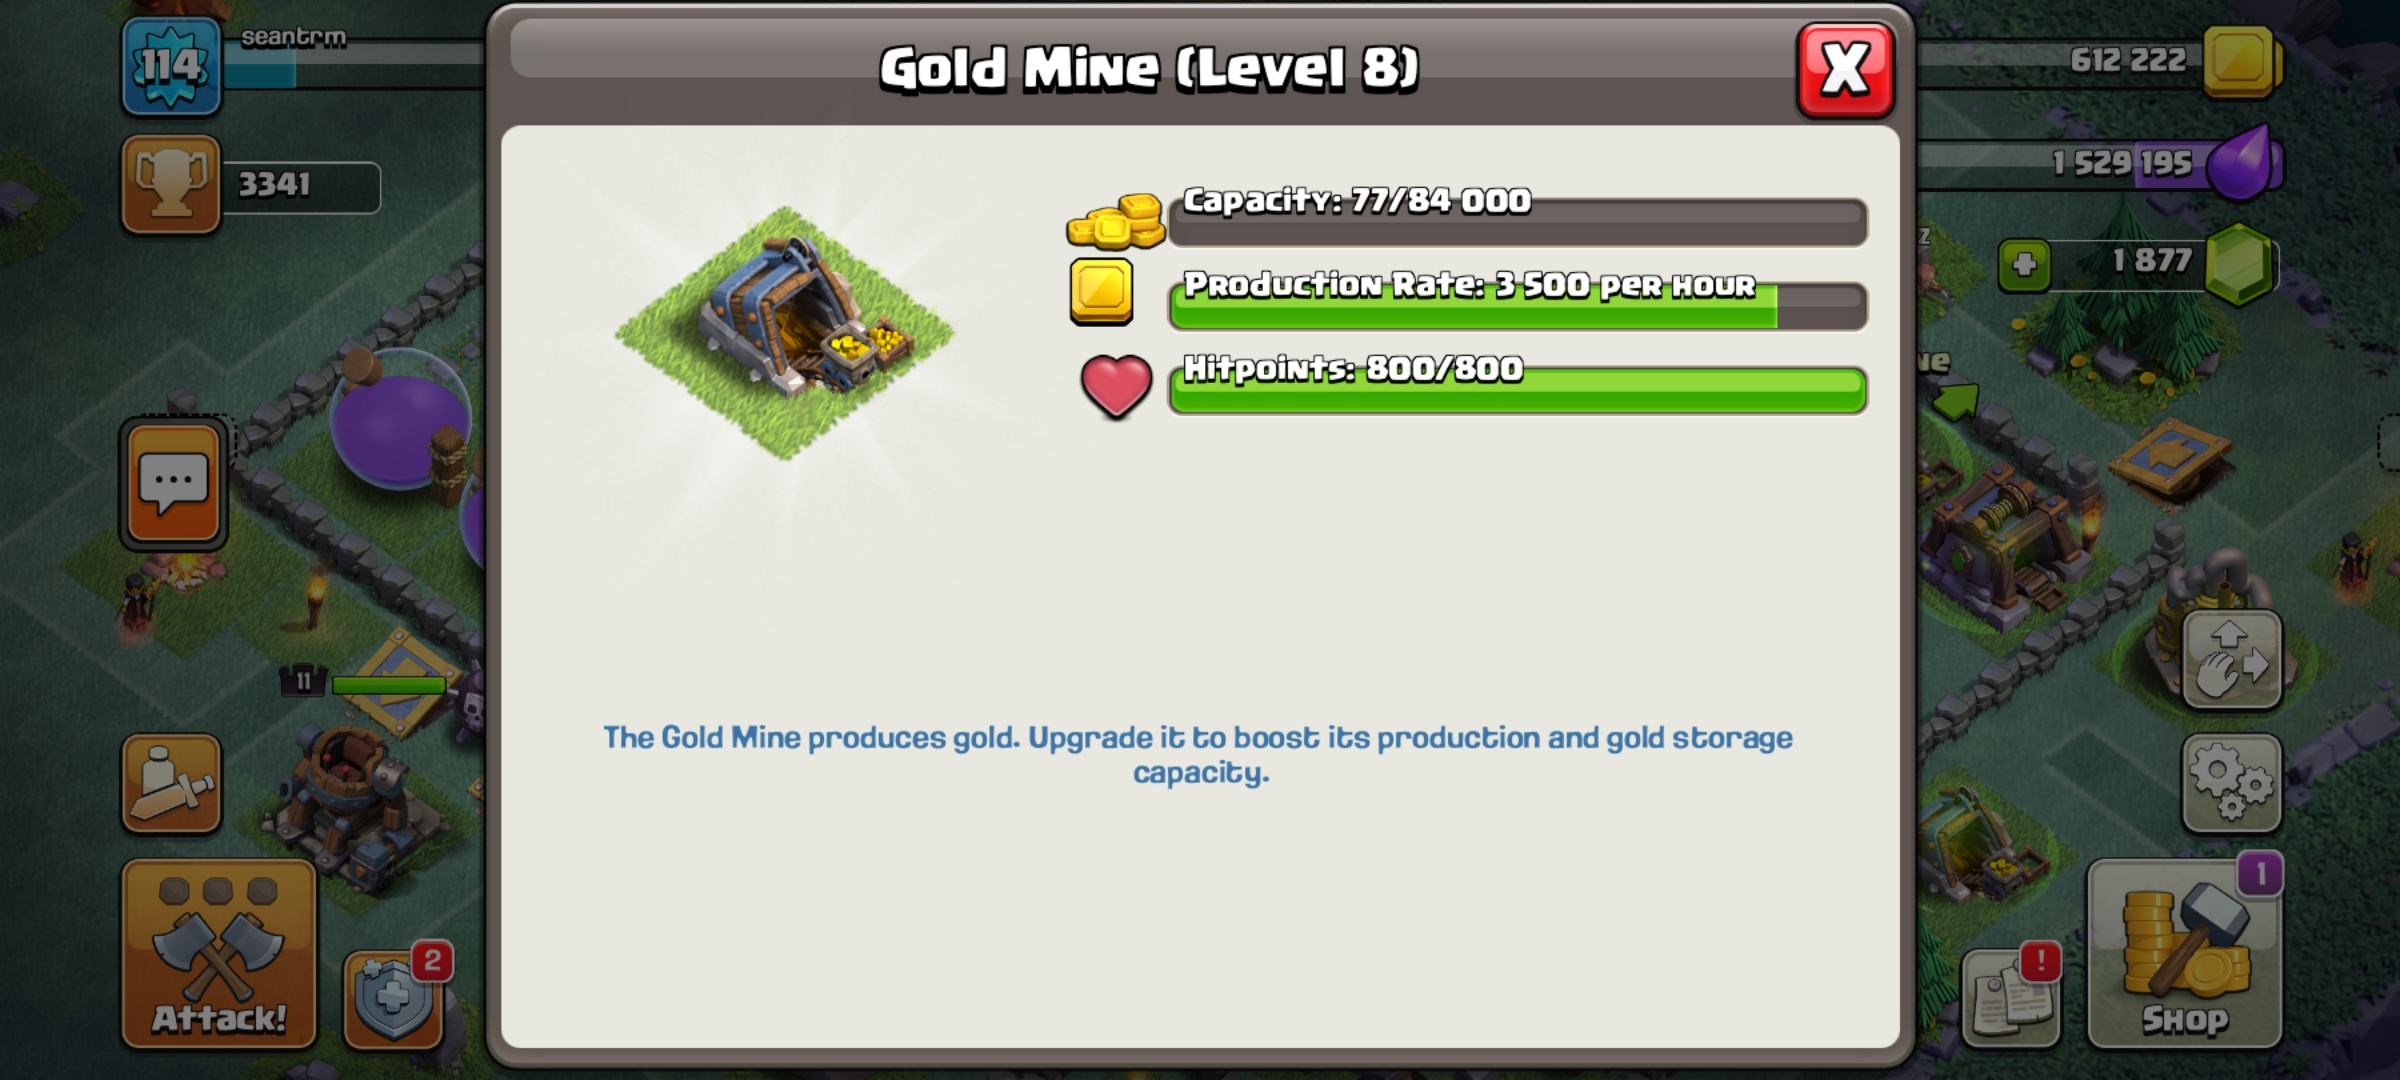 114
seantrm
Gold Mine (Level 8)
X
612 222
3341
1 529 195
Capacity: 77/84 000
1 877
Production Rate: 3 500 per hour
Hitpoints: 800/800
11
The Gold Mine produces gold. Upgrade it to boost its production and gold storage
capacity.
1
2
!
Attack!
Shop